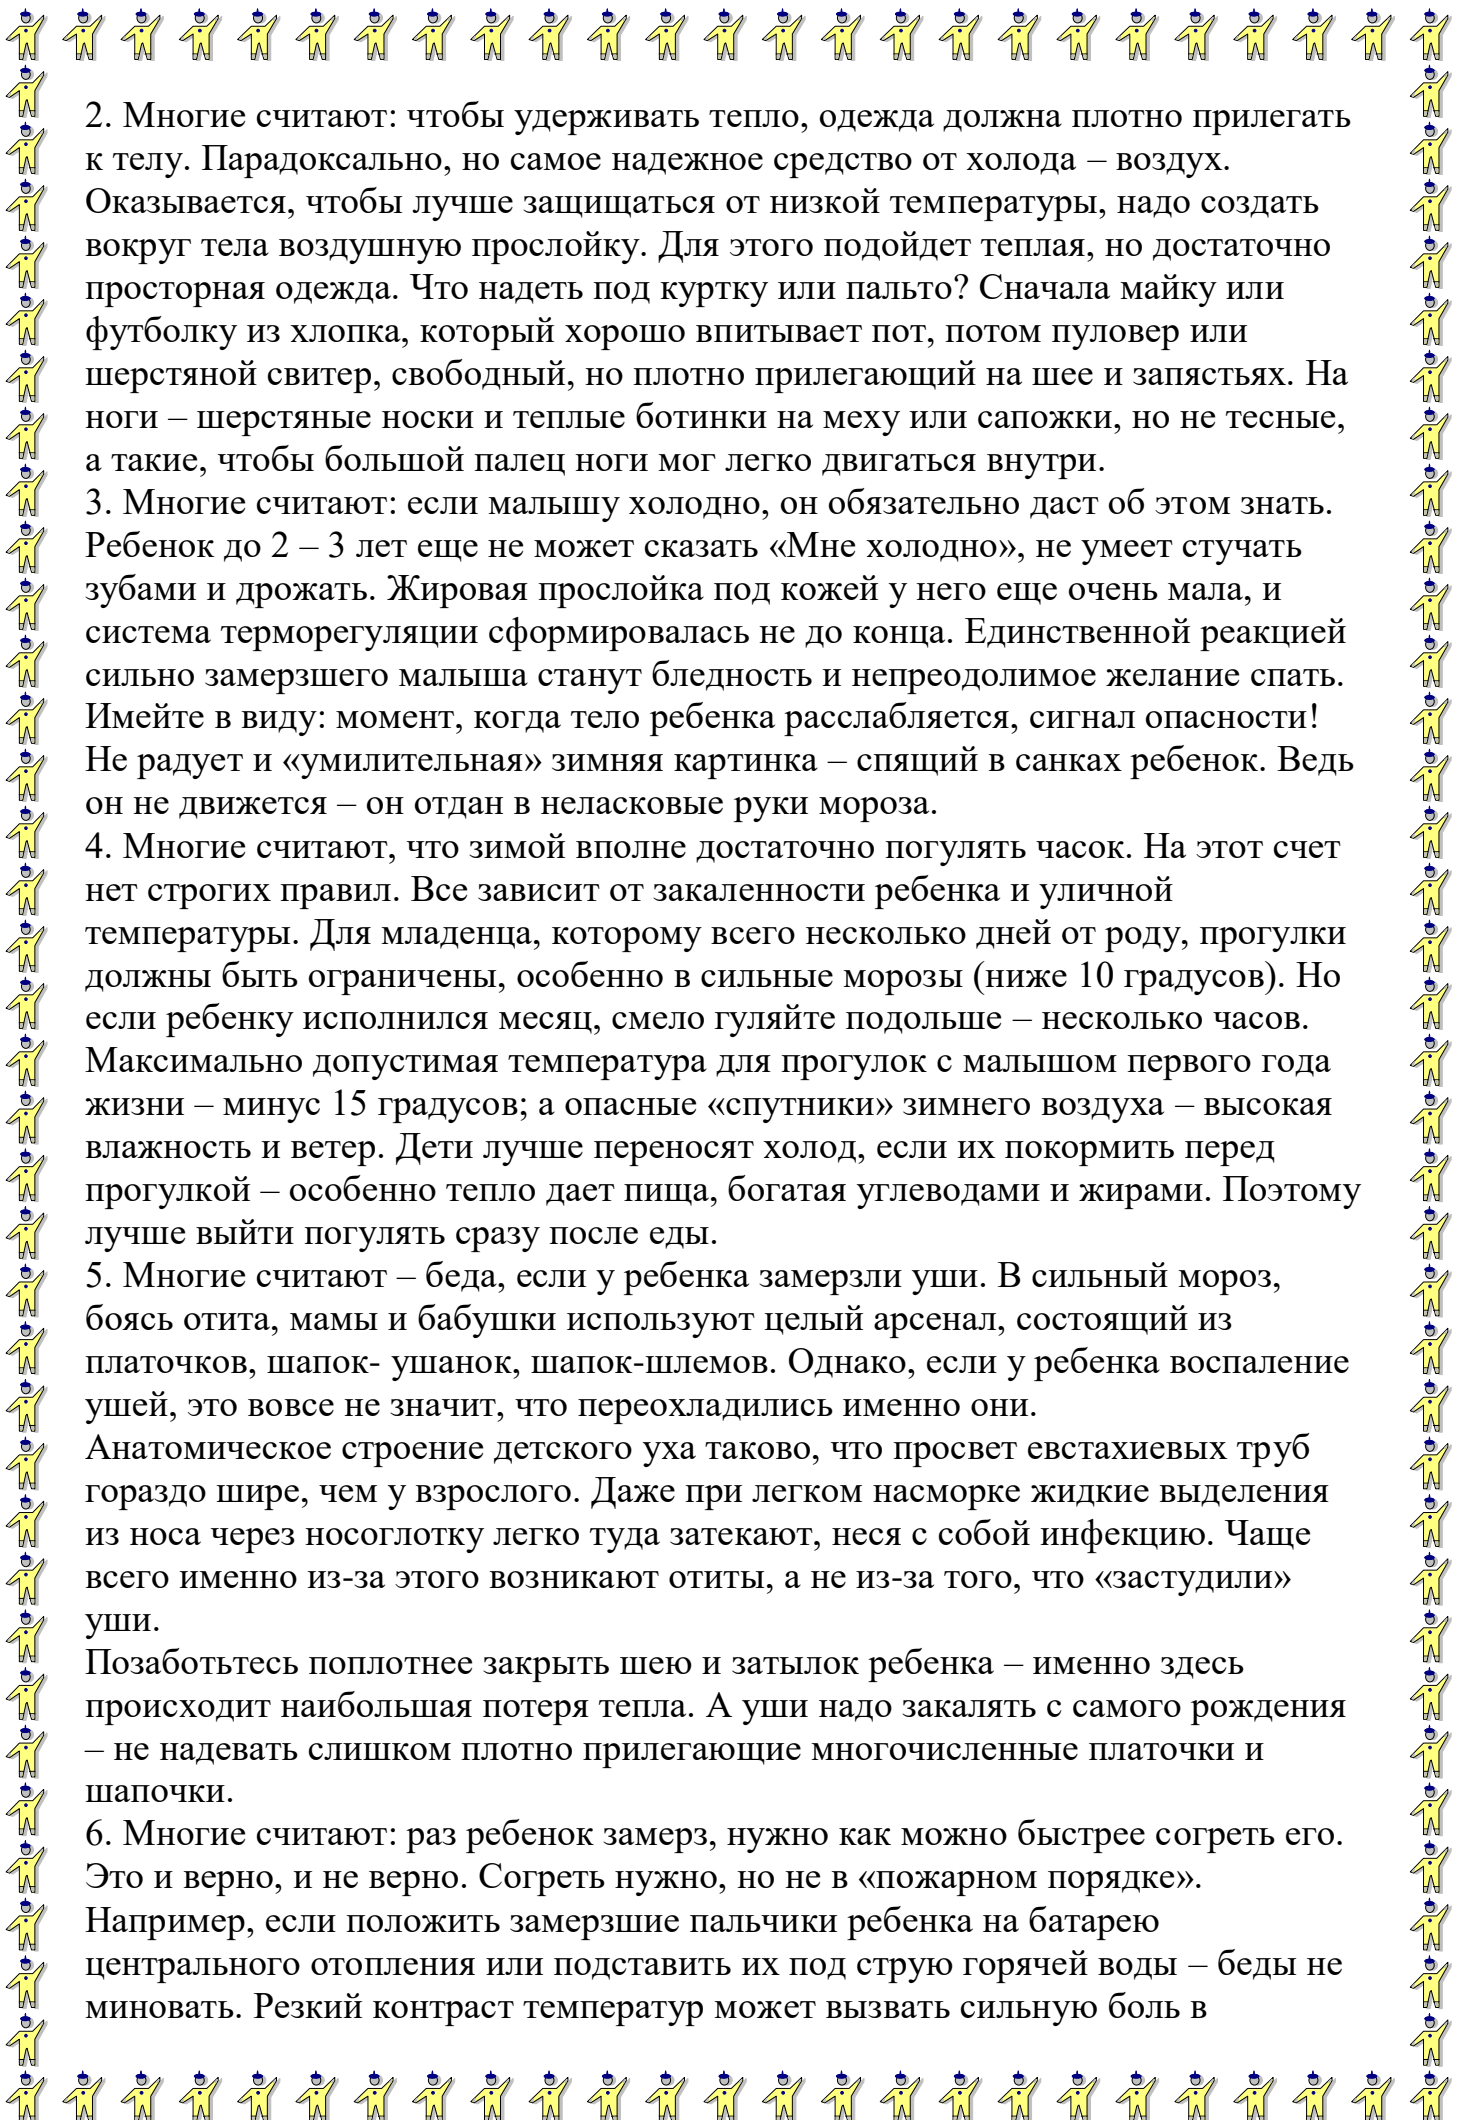 2. Многие считают: чтобы удерживать тепло, одежда должна плотно прилегать
к телу. Парадоксально, но самое надежное средство от холода – воздух.
Оказывается, чтобы лучше защищаться от низкой температуры, надо создать
вокруг тела воздушную прослойку. Для этого подойдет теплая, но достаточно
просторная одежда. Что надеть под куртку или пальто? Сначала майку или
футболку из хлопка, который хорошо впитывает пот, потом пуловер или
шерстяной свитер, свободный, но плотно прилегающий на шее и запястьях. На
ноги – шерстяные носки и теплые ботинки на меху или сапожки, но не тесные,
а такие, чтобы большой палец ноги мог легко двигаться внутри.
3. Многие считают: если малышу холодно, он обязательно даст об этом знать.
Ребенок до 2 – 3 лет еще не может сказать «Мне холодно», не умеет стучать
зубами и дрожать. Жировая прослойка под кожей у него еще очень мала, и
система терморегуляции сформировалась не до конца. Единственной реакцией
сильно замерзшего малыша станут бледность и непреодолимое желание спать.
Имейте в виду: момент, когда тело ребенка расслабляется, сигнал опасности!
Не радует и «умилительная» зимняя картинка – спящий в санках ребенок. Ведь
он не движется – он отдан в неласковые руки мороза.
4. Многие считают, что зимой вполне достаточно погулять часок. На этот счет
нет строгих правил. Все зависит от закаленности ребенка и уличной
температуры. Для младенца, которому всего несколько дней от роду, прогулки
должны быть ограничены, особенно в сильные морозы (ниже 10 градусов). Но
если ребенку исполнился месяц, смело гуляйте подольше – несколько часов.
Максимально допустимая температура для прогулок с малышом первого года
жизни – минус 15 градусов; а опасные «спутники» зимнего воздуха – высокая
влажность и ветер. Дети лучше переносят холод, если их покормить перед
прогулкой – особенно тепло дает пища, богатая углеводами и жирами. Поэтому
лучше выйти погулять сразу после еды.
5. Многие считают – беда, если у ребенка замерзли уши. В сильный мороз,
боясь отита, мамы и бабушки используют целый арсенал, состоящий из
платочков, шапок- ушанок, шапок-шлемов. Однако, если у ребенка воспаление
ушей, это вовсе не значит, что переохладились именно они.
Анатомическое строение детского уха таково, что просвет евстахиевых труб
гораздо шире, чем у взрослого. Даже при легком насморке жидкие выделения
из носа через носоглотку легко туда затекают, неся с собой инфекцию. Чаще
всего именно из-за этого возникают отиты, а не из-за того, что «застудили»
уши.
Позаботьтесь поплотнее закрыть шею и затылок ребенка – именно здесь
происходит наибольшая потеря тепла. А уши надо закалять с самого рождения
– не надевать слишком плотно прилегающие многочисленные платочки и
шапочки.
6. Многие считают: раз ребенок замерз, нужно как можно быстрее согреть его.
Это и верно, и не верно. Согреть нужно, но не в «пожарном порядке».
Например, если положить замерзшие пальчики ребенка на батарею
центрального отопления или подставить их под струю горячей воды – беды не
миновать. Резкий контраст температур может вызвать сильную боль в